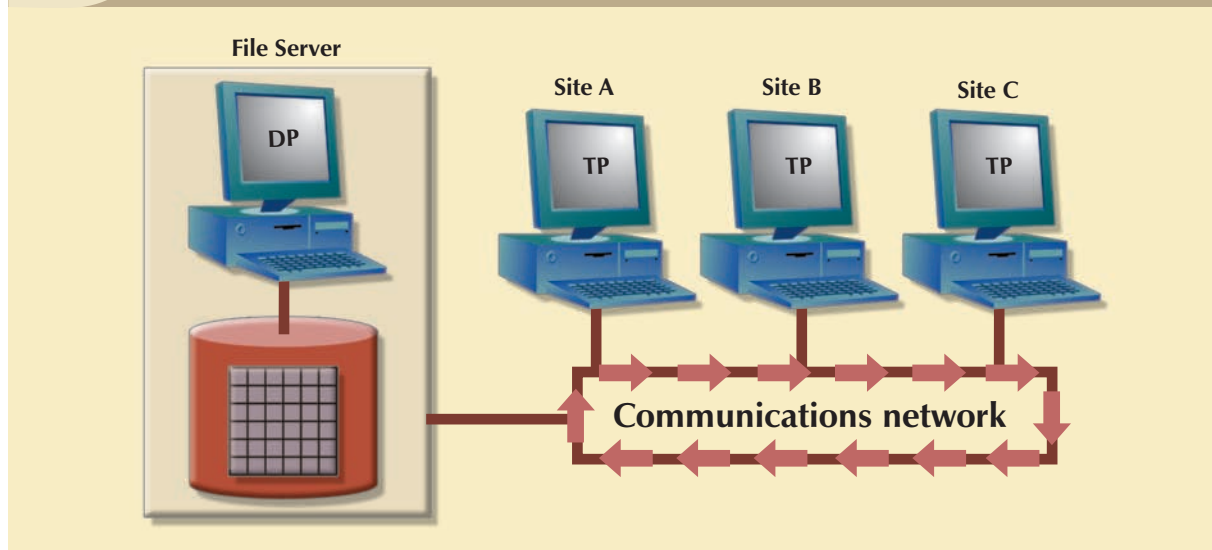 File Server
Site A
Site B
Site C
DP
TP
TP
TP
Communications network